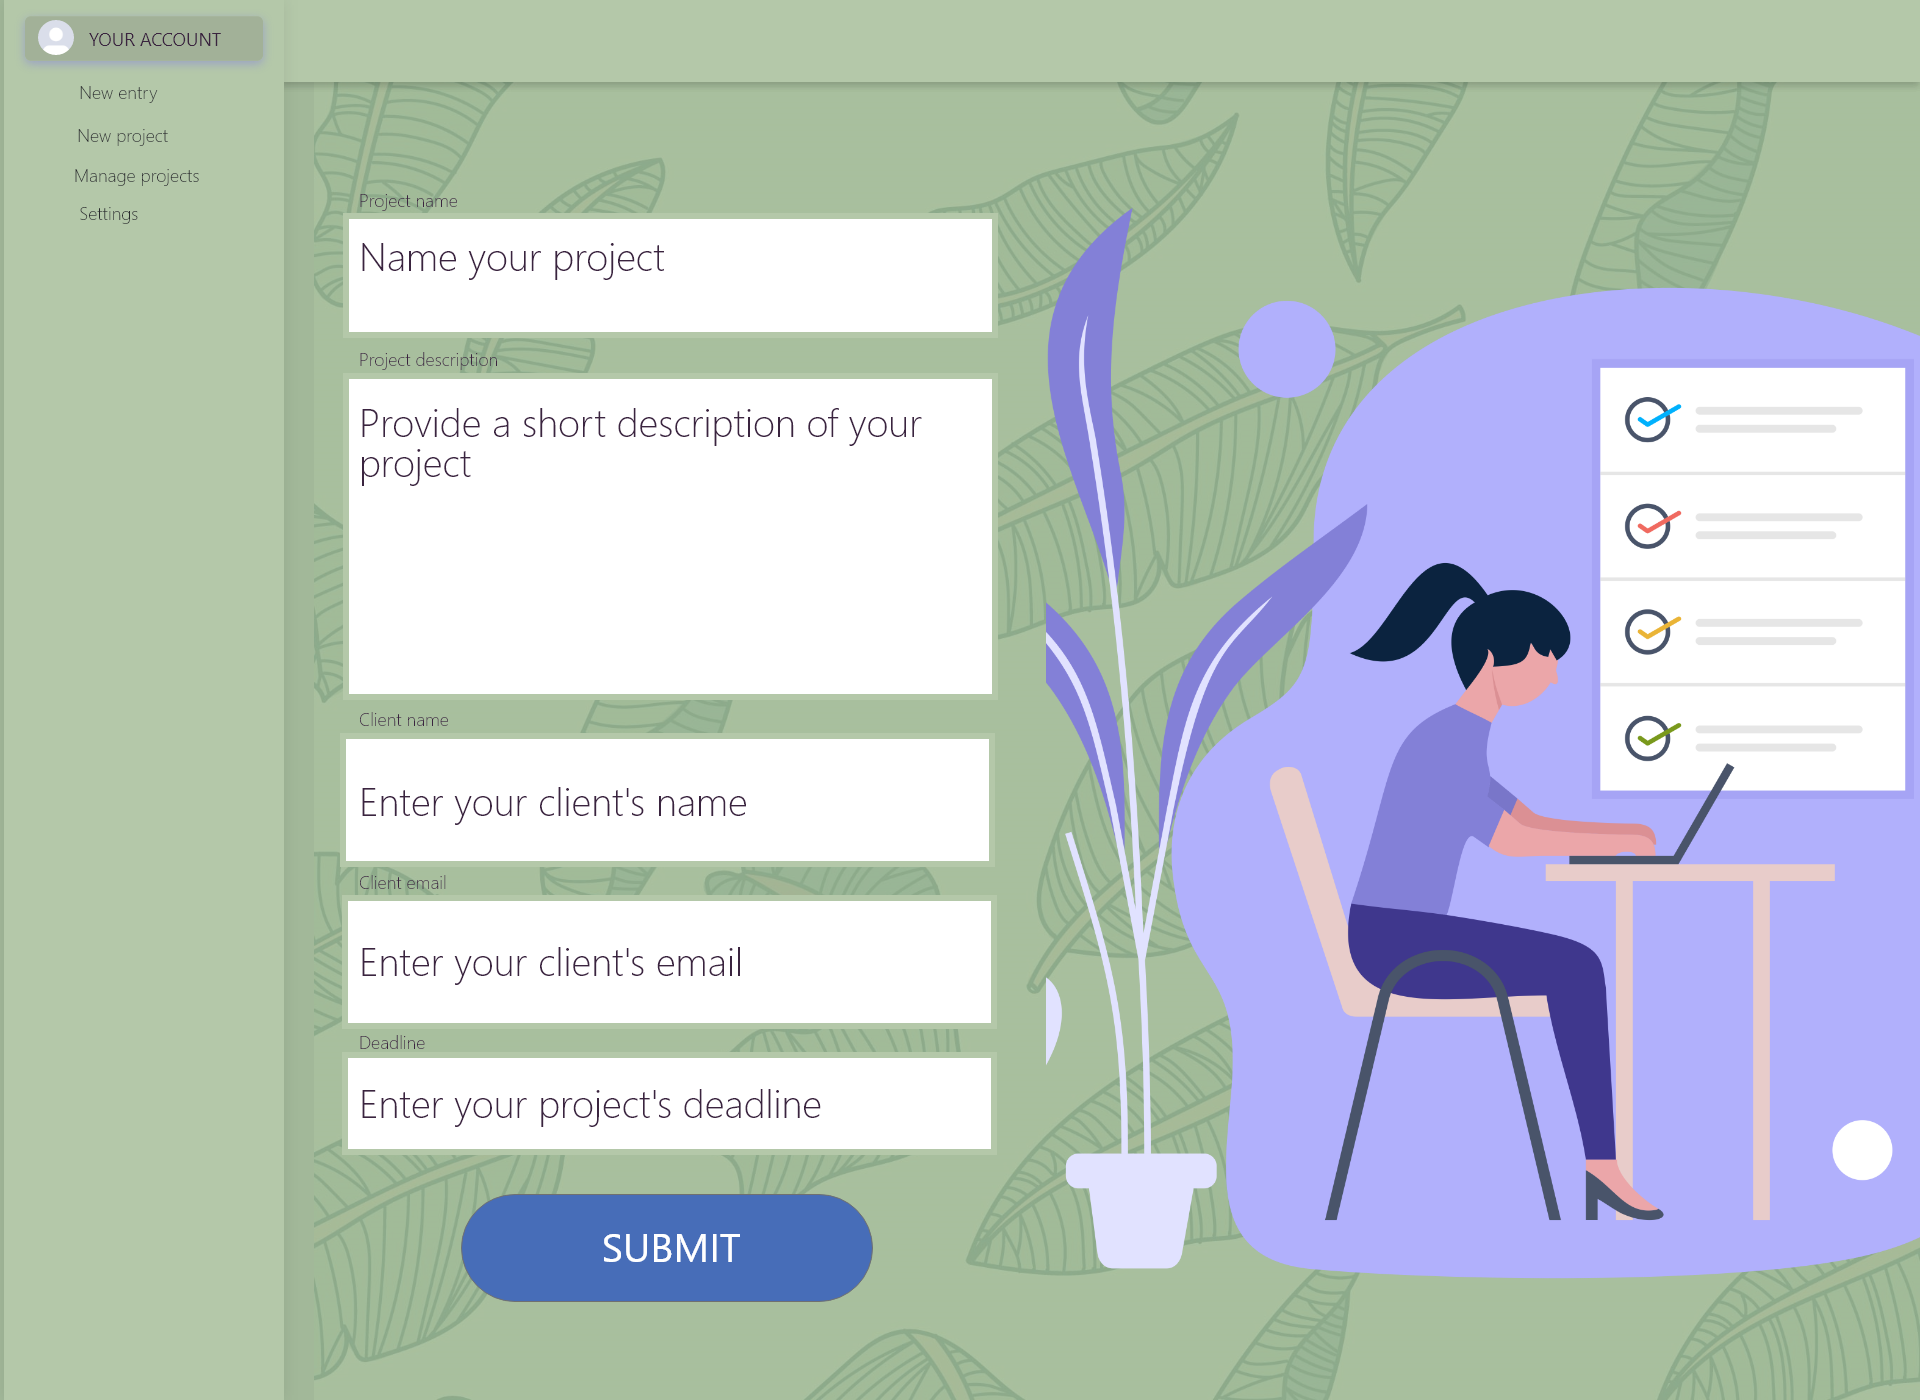 YOUR ACCOUNT
New entry
New project
Manage projects
Settings
Project name
Name your project
Project description
Provide a short description of your
project
Client name
Enter your client's name
Client email
Enter your client's email
Deadline
Enter your project's deadline
SUBMIT